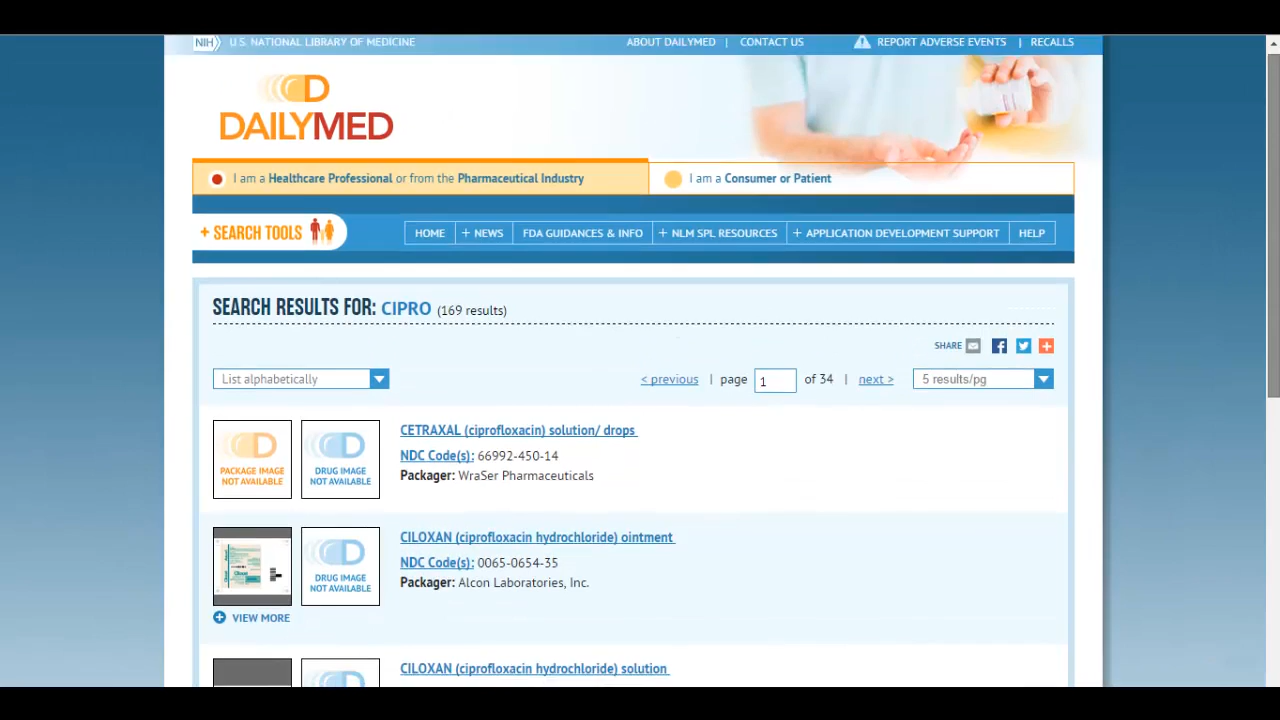 NIH U.S. NATIONAL LIBRARY OF MEDICINE ABOUT DAILYMED | CONTACT US REPORT ADVERSE EVENTS | RECALLS
D
DAILYMED
I am a Healthcare Professional or from the Pharmaceutical Industry I am a Consumer or Patient
+ SEARCH TOOLS HOME + NEWS FDA GUIDANCES & INFO + NLM SPL RESOURCES + APPLICATION DEVELOPMENT SUPPORT HELP
SEARCH RESULTS FOR: CIPRO (169 results)
SHARE
List alphabetically < previous | page 1 of 34 | next > 5 results/pg
CETRAXAL (ciprofloxacin) solution/ drops
NDC Code(s): 66992-450-14
Packager: WraSer Pharmaceuticals
PACKAGE IMAGE NOT AVAILABLE
DRUG IMAGE NOT AVAILABLE
CILOXAN (ciprofloxacin hydrochloride) ointment
NDC Code(s): 0065-0654-35
Packager: Alcon Laboratories, Inc.
DRUG IMAGE NOT AVAILABLE
VIEW MORE
CILOXAN (ciprofloxacin hydrochloride) solution